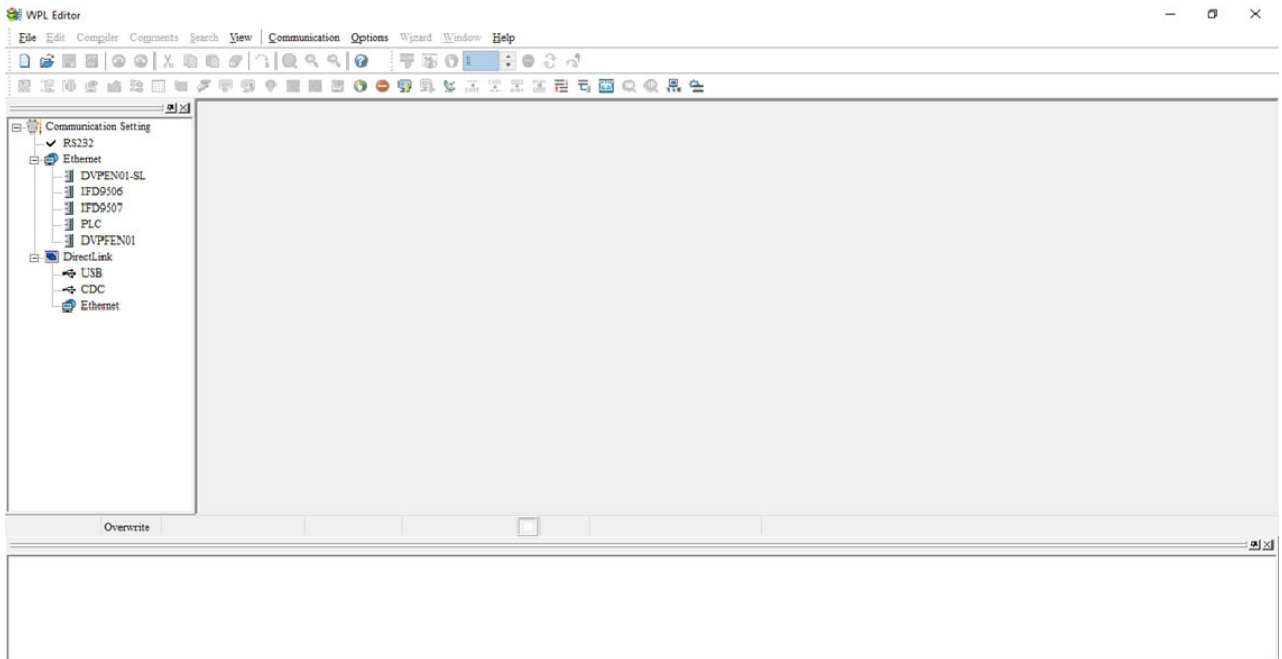 WPL Editor
File Edit Compiler Comments Search View Communication Options Wizard Window Help
1
Communication Setting
RS232
Ethernet
DVPEN01-SL
IFD9506
IFD9507
PLC
DVPFEN01
DirectLink
USB
CDC
Ethernet
Overwrite